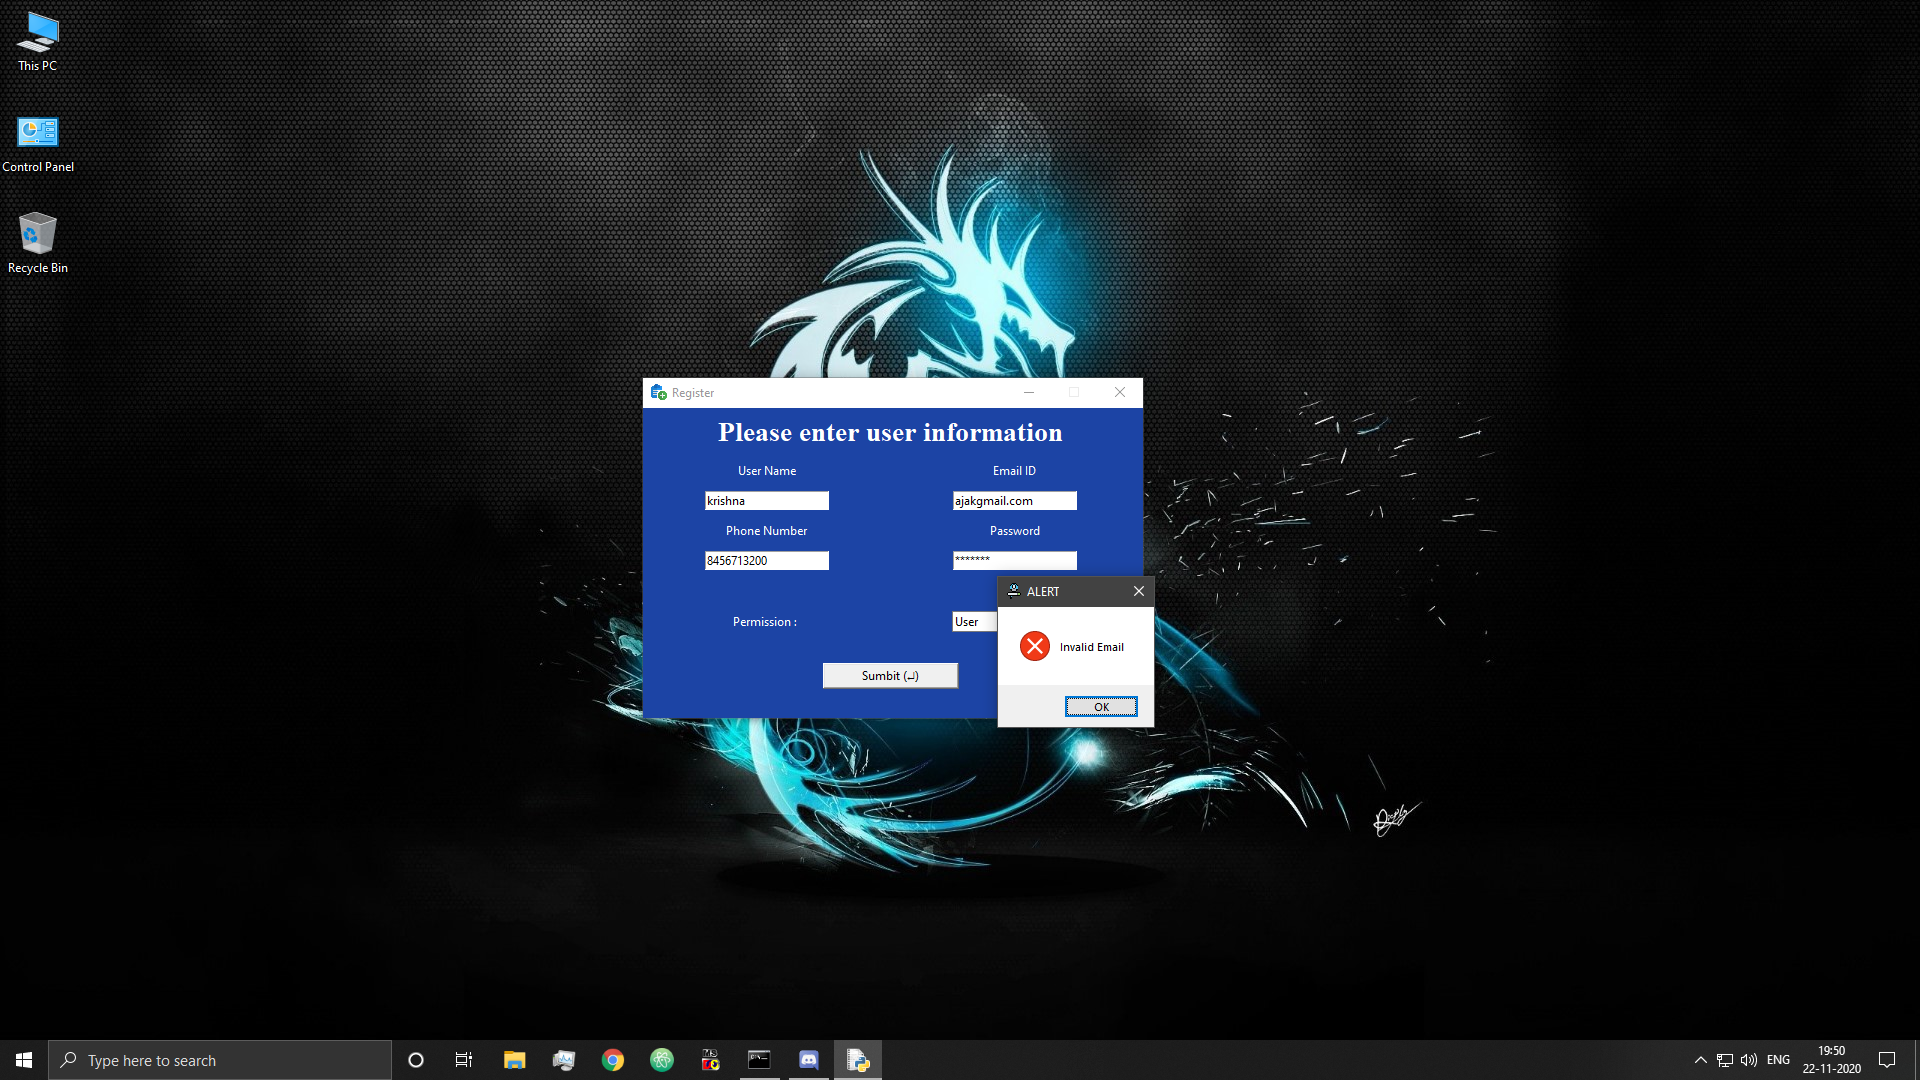 This PC
Control Panel
Recycle Bin
Register
Please enter user information
User Name
Email ID
krishna
ajakgmail.com
Phone Number
Password
8456713200
*******
Permission :
User
Sumbit (↵)
ALERT
Invalid Email
OK
Type here to search
ENG
19:50
22-11-2020